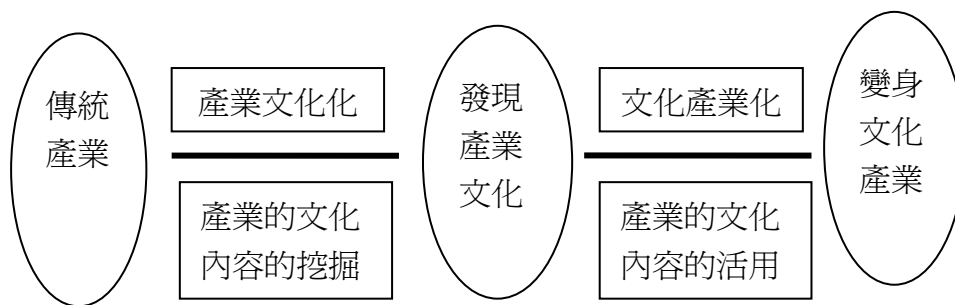 傳統
產業
產業文化化
產業的文化
內容的挖掘
發現
產業
文化
文化產業化
產業的文化
內容的活用
變身
文化
產業